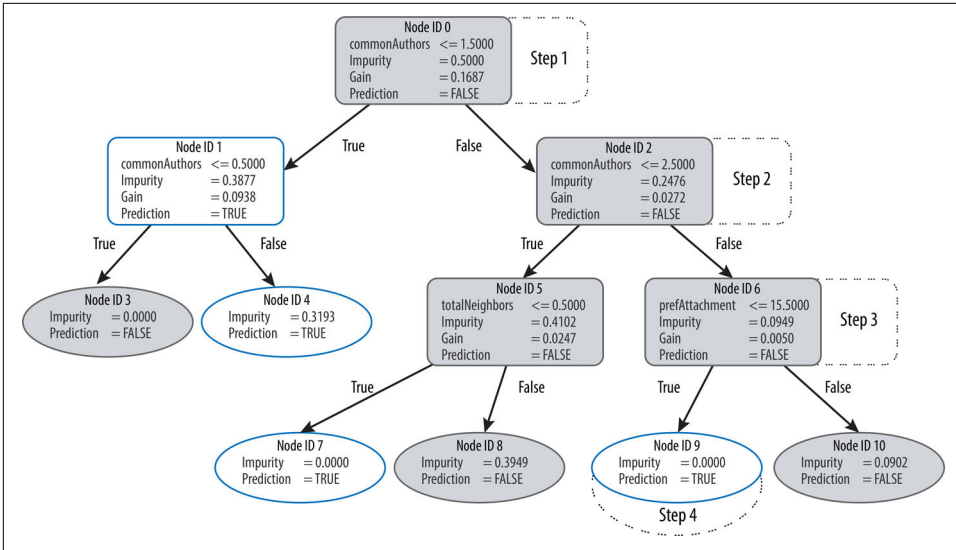 Node ID 0
commonAuthors <= 1.5000
Impurity = 0.5000
Gain = 0.1687
Prediction = FALSE
Step 1
True
False
Node ID 1
commonAuthors <= 0.5000
Impurity = 0.3877
Gain = 0.0938
Prediction = TRUE
Node ID 2
commonAuthors <= 2.5000
Impurity = 0.2476
Gain = 0.0272
Prediction = FALSE
Step 2
True
False
True
False
Node ID 3
Impurity = 0.0000
Prediction = FALSE
Node ID 4
Impurity = 0.3193
Prediction = TRUE
Node ID 5
totalNeighbors <= 0.5000
Impurity = 0.4102
Gain = 0.0247
Prediction = FALSE
Node ID 6
prefAttachment <= 15.5000
Impurity = 0.0949
Gain = 0.0050
Prediction = FALSE
Step 3
True
False
True
False
Node ID 7
Impurity = 0.0000
Prediction = TRUE
Node ID 8
Impurity = 0.3949
Prediction = FALSE
Node ID 9
Impurity = 0.0000
Prediction = TRUE
Node ID 10
Impurity = 0.0902
Prediction = FALSE
Step 4